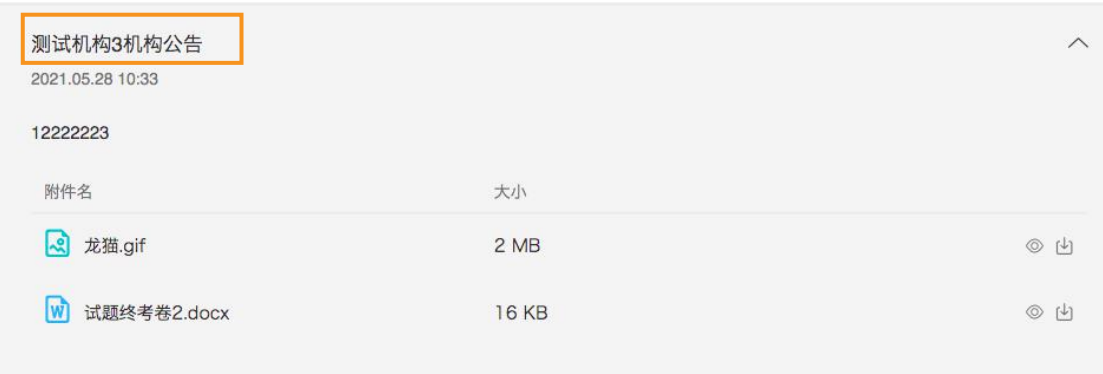 测试机构3机构公告
2021.05.28 10:33
12222223
附件名 大小
龙猫.gif 2 MB
W 试题终考卷2.docx 16 KB